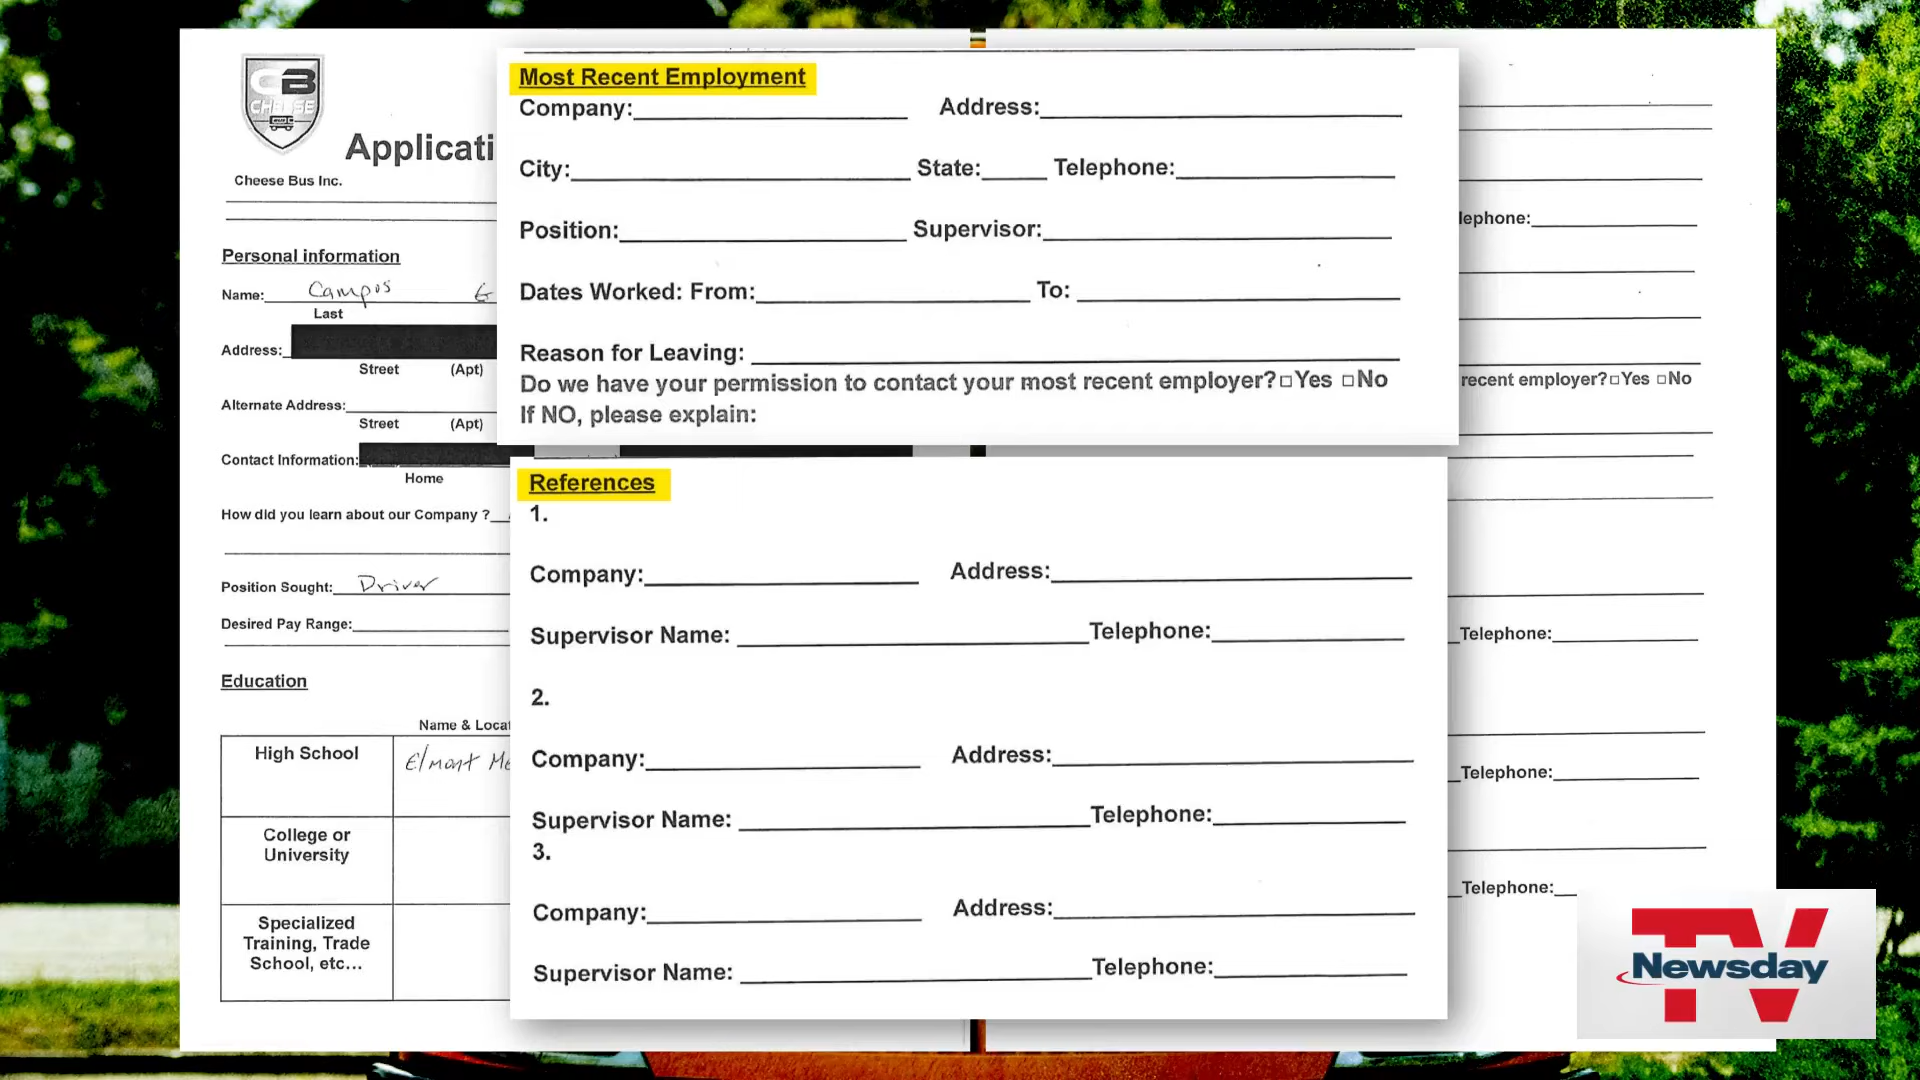 CB
CHEESE
Applicati
Cheese Bus Inc.
Personal information
Name: Campos G
Last
Address:
Street (Apt)
Alternate Address:
Street (Apt)
Contact Information:
Home
How did you learn about our Company ?
Position Sought: Driver
Desired Pay Range:
Education
Name & Locat
High School Elmont Me
College or
University
Specialized
Training, Trade
School, etc...
Most Recent Employment
Company: Address:
City: State: Telephone:
Position: Supervisor:
Dates Worked: From: To:
Reason for Leaving:
Do we have your permission to contact your most recent employer? □Yes □No
If NO, please explain:
References
1.
Company: Address:
Supervisor Name: Telephone:
2.
Company: Address:
Supervisor Name: Telephone:
3.
Company: Address:
Supervisor Name: Telephone:
lephone:
recent employer? □Yes □No
Telephone:
Telephone:
Telephone:
TV
Newsday